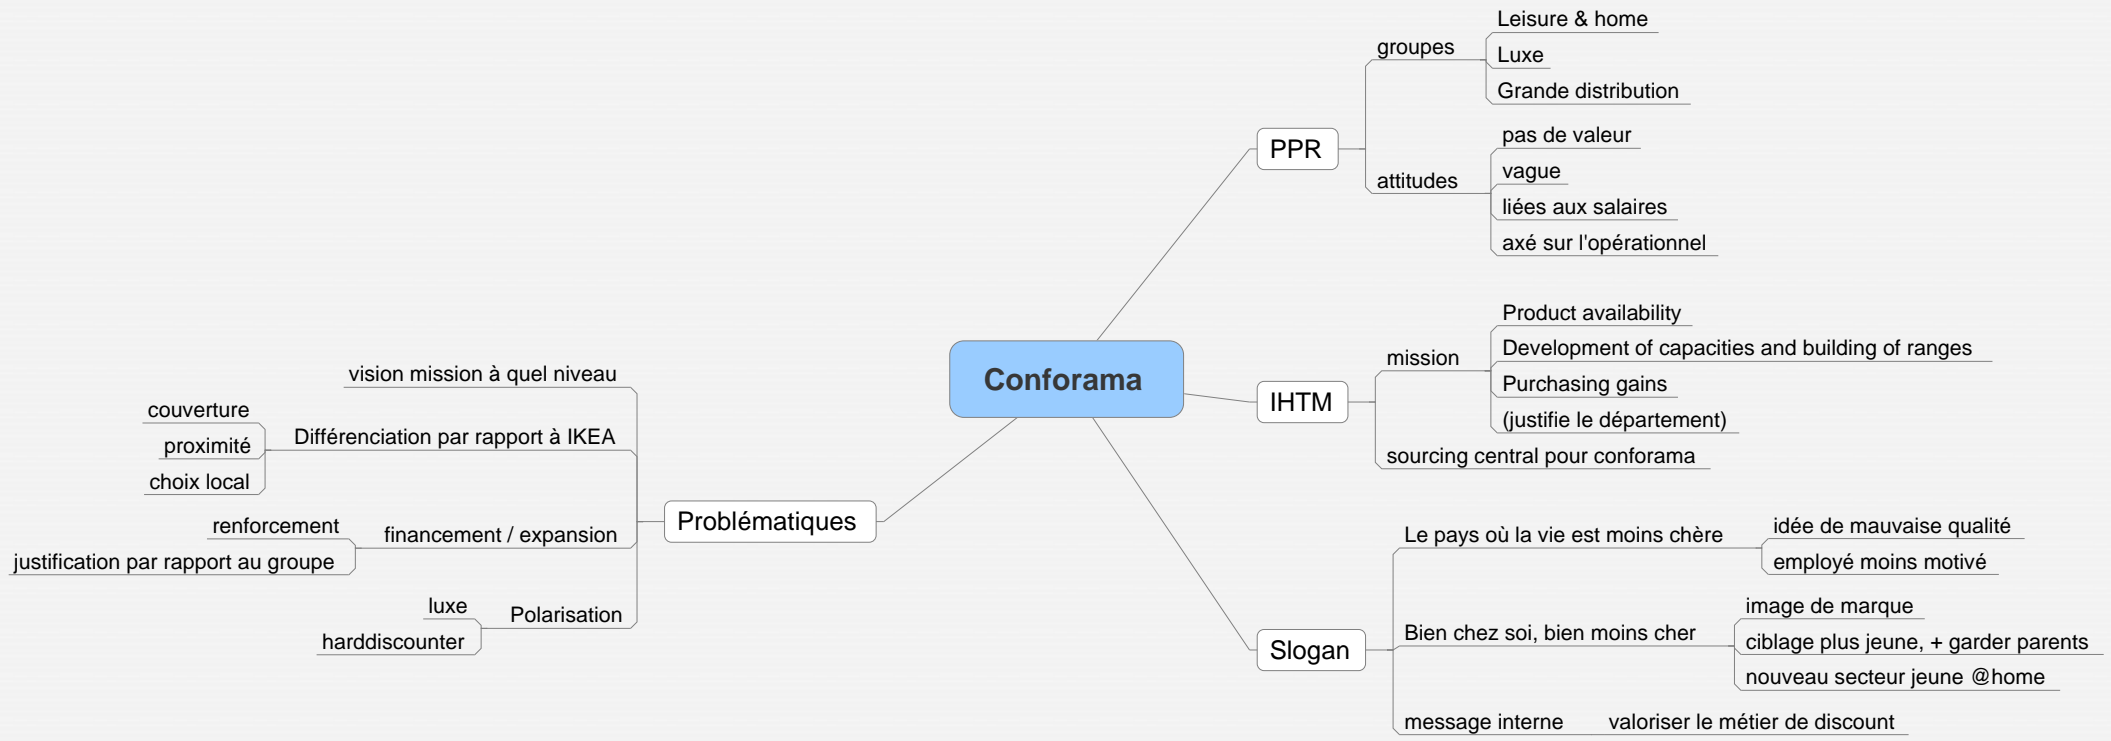 Conforama
PPR
groupes
Leisure & home
Luxe
Grande distribution
attitudes
pas de valeur
vague
liées aux salaires
axé sur l'opérationnel
IHTM
mission
Product availability
Development of capacities and building of ranges
Purchasing gains
(justifie le département)
sourcing central pour conforama
Slogan
Le pays où la vie est moins chère
idée de mauvaise qualité
employé moins motivé
Bien chez soi, bien moins cher
image de marque
ciblage plus jeune, + garder parents
nouveau secteur jeune @home
message interne
valoriser le métier de discount
Problématiques
vision mission à quel niveau
Différenciation par rapport à IKEA
couverture
proximité
choix local
financement / expansion
renforcement
justification par rapport au groupe
Polarisation
luxe
harddiscounter